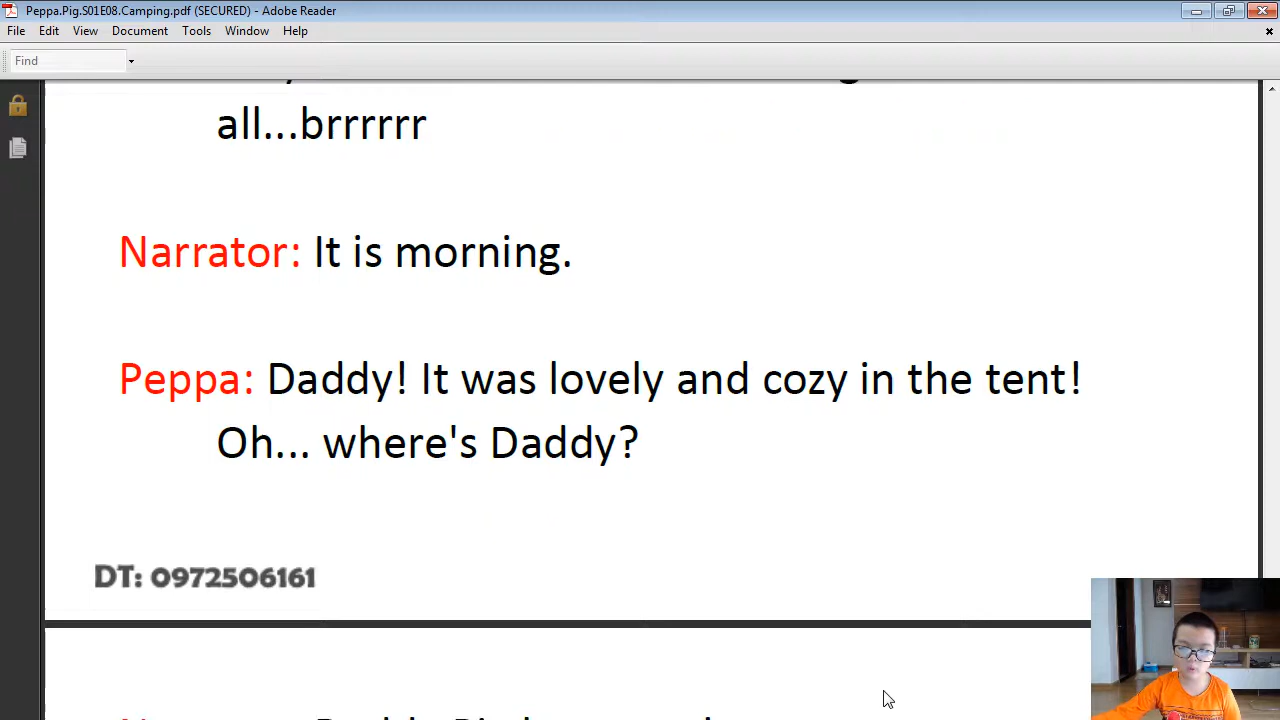 Peppa.Pig.S01E08.Camping.pdf (SECURED) - Adobe Reader
File Edit View Document Tools Window Help
Find
all...brrrrrr
Narrator: It is morning.
Peppa: Daddy! It was lovely and cozy in the tent!
Oh... where's Daddy?
DT: 0972506161